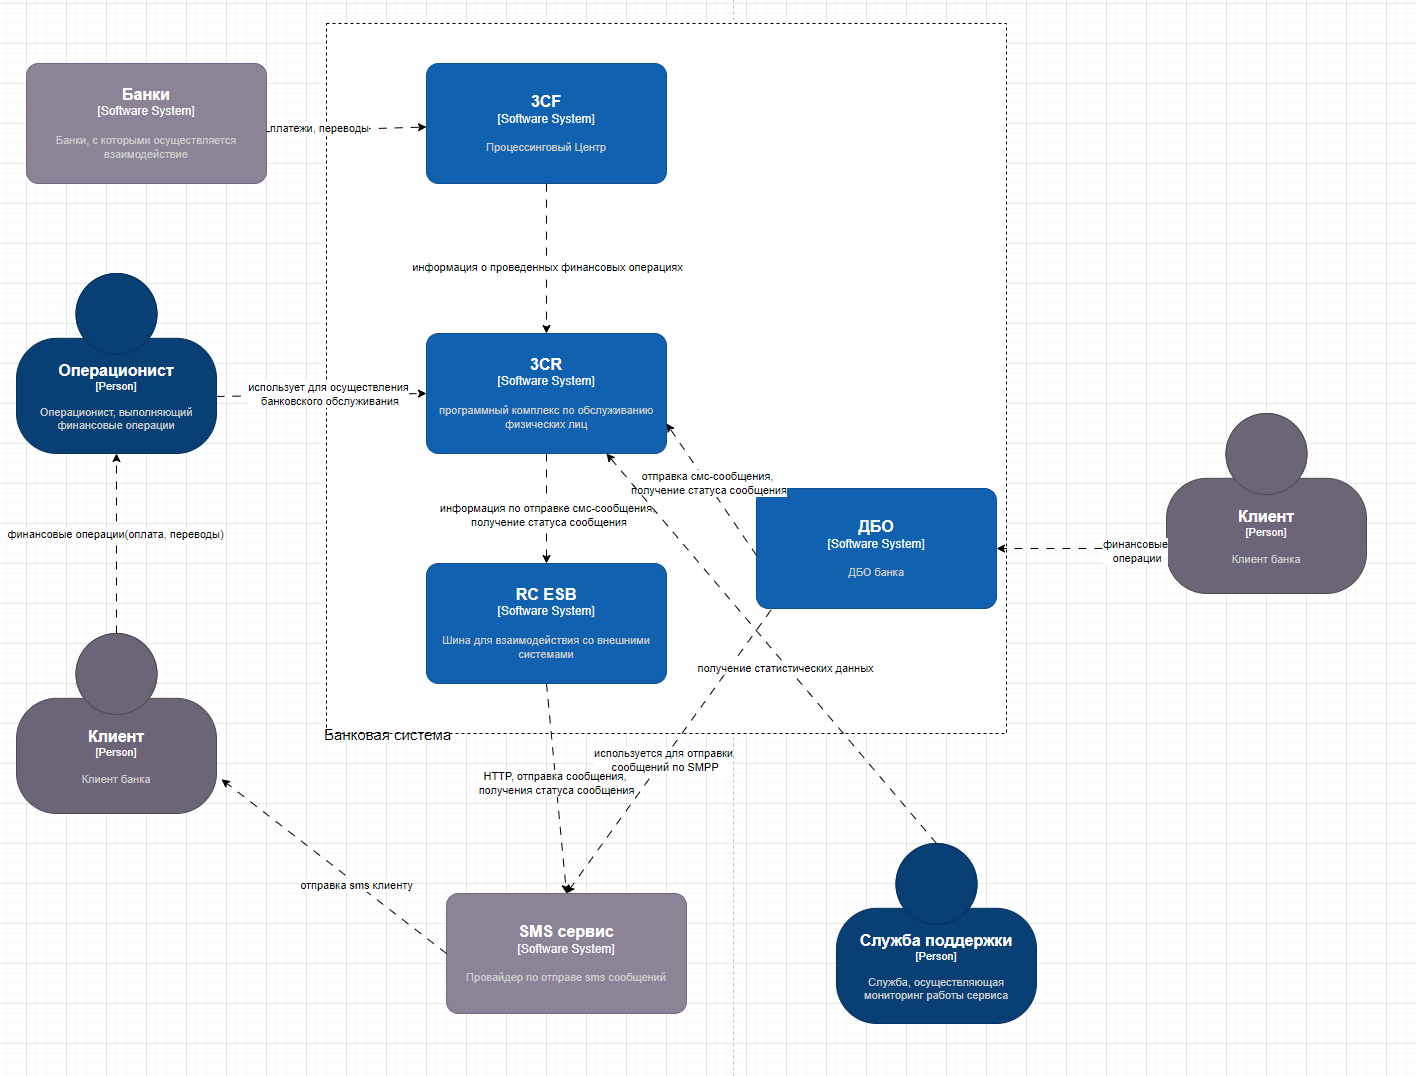 Банки
[Software System]
Банки, с которыми осуществляется
взаимодействие
платежи, переводы
3CF
[Software System]
Процессинговый Центр
информация о проведенных финансовых операциях
Операционист
[Person]
Операционист, выполняющий
финансовые операции
использует для осуществления
банковского обслуживания
3CR
[Software System]
программный комплекс по обслуживанию
физических лиц
отправка смс-сообщения,
получение статуса сообщения
информация по отправке смс-сообщения,
получение статуса сообщения
ДБО
[Software System]
ДБО банка
финансовые
операции
Клиент
[Person]
Клиент банка
финансовые операции(оплата, переводы)
RC ESB
[Software System]
Шина для взаимодействия со внешними
системами
получение статистических данных
Клиент
[Person]
Клиент банка
Банковая система
используется для отправки
сообщений по SMPP
HTTP, отправка сообщения,
получения статуса сообщения
отправка sms клиенту
SMS сервис
[Software System]
Провайдер по отправе sms сообщений
Служба поддержки
[Person]
Служба, осуществляющая
мониторинг работы сервиса